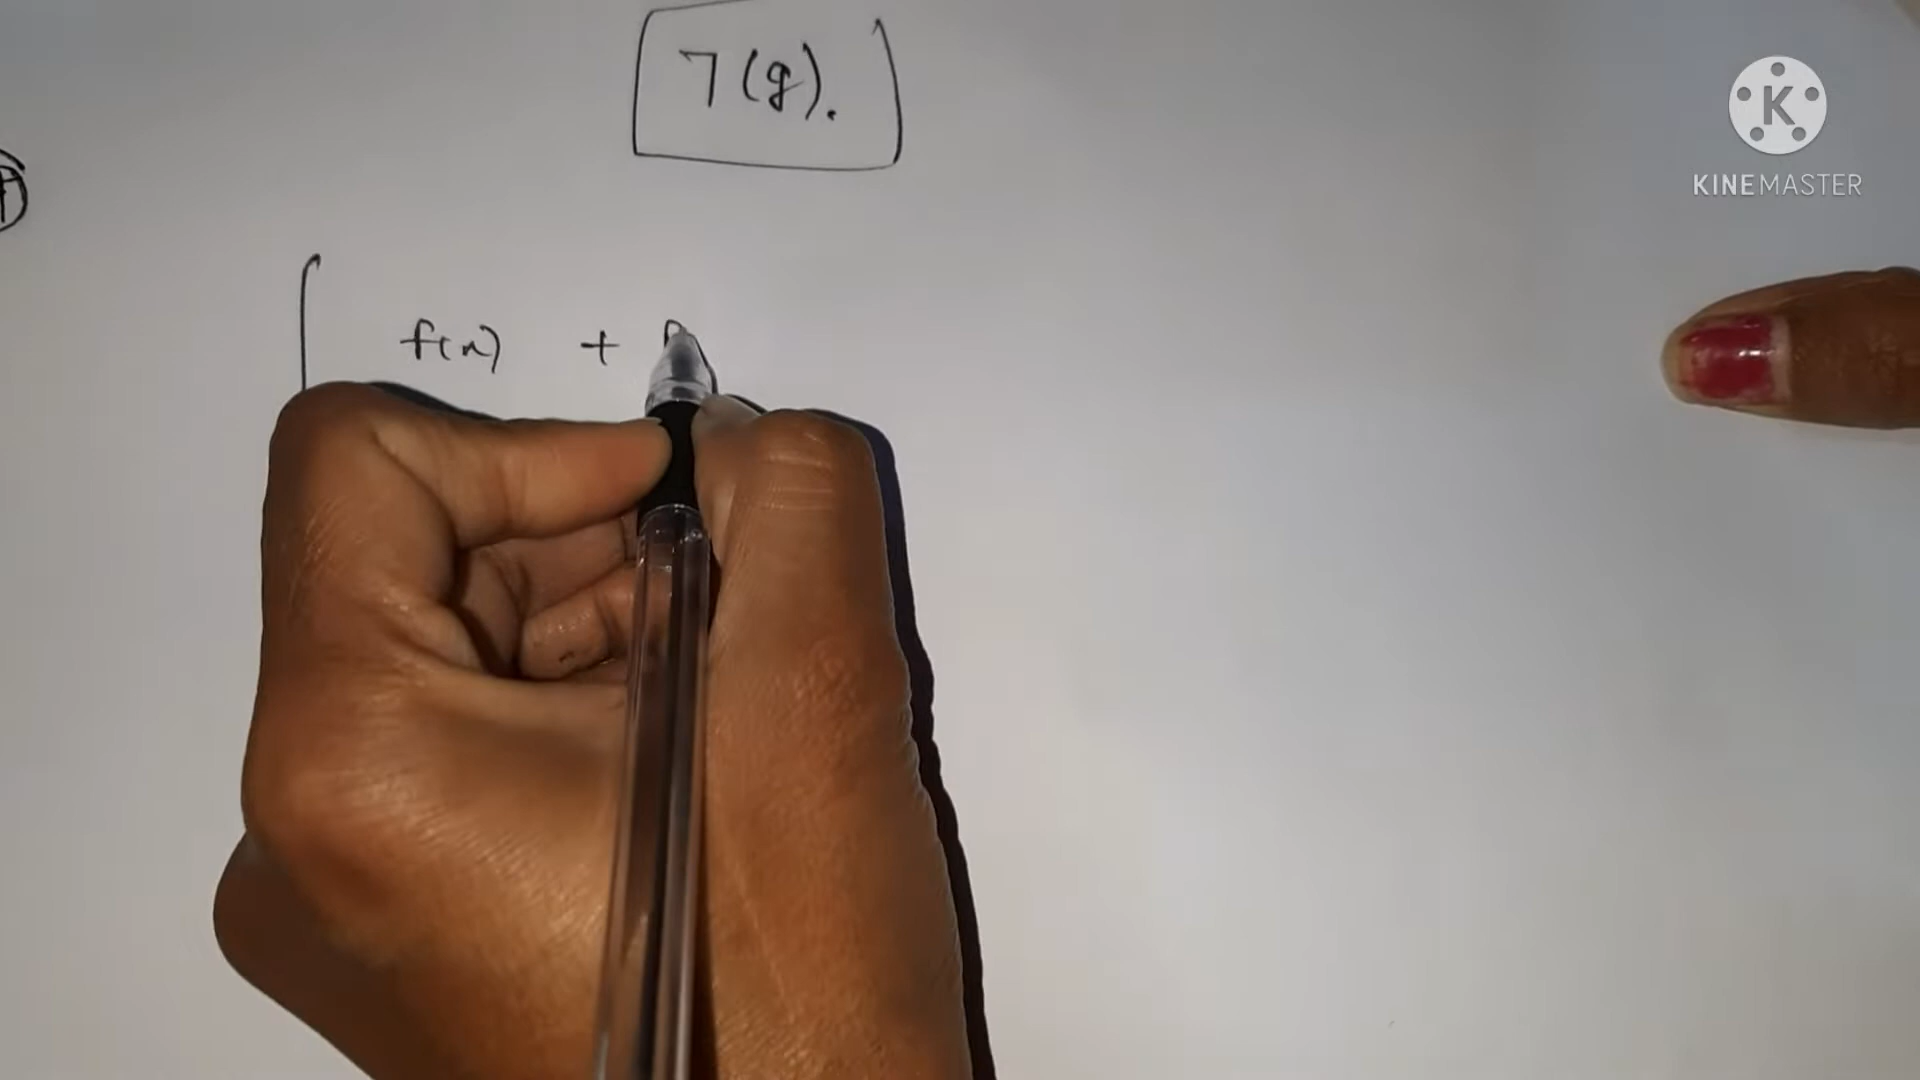 7(g).
K
KINEMASTER
∫ f(x) +